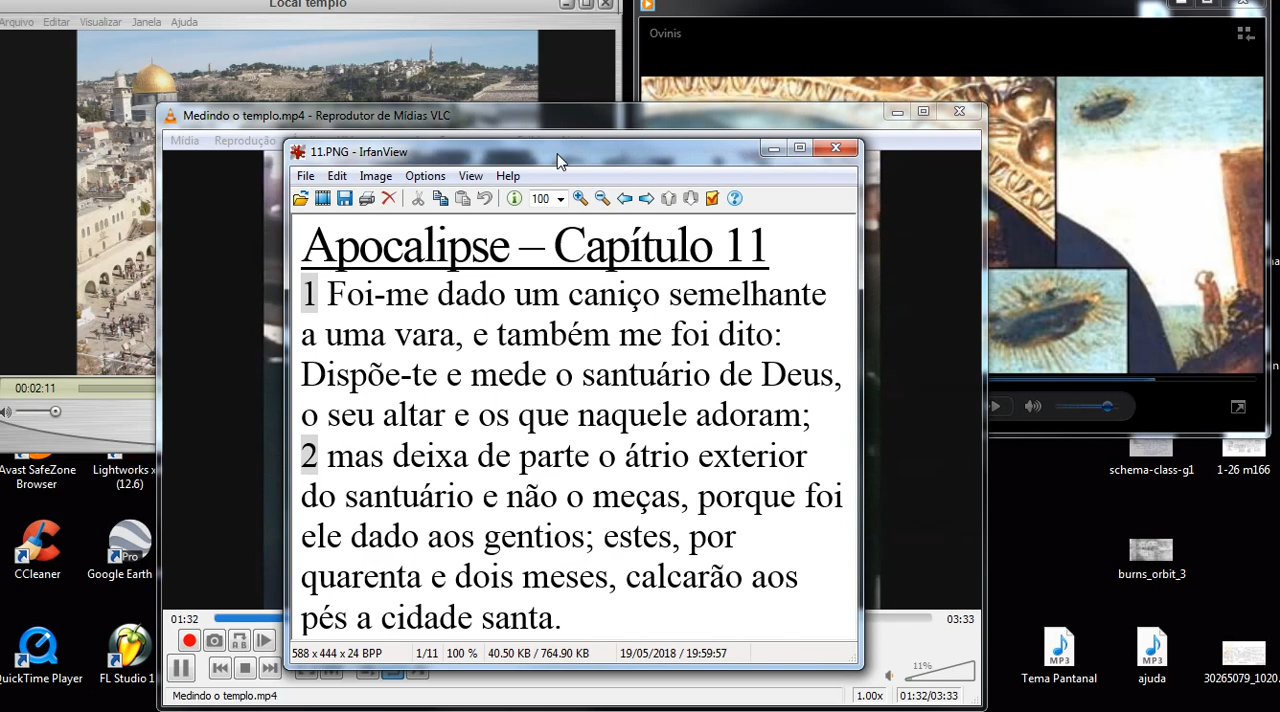 Local templo
Arquivo Editar Visualizar Janela Ajuda
Ovinis
Medindo o templo.mp4 - Reprodutor de Mídias VLC
Mídia Reprodução
11.PNG - IrfanView
File Edit Image Options View Help
100
Apocalipse – Capítulo 11
1 Foi-me dado um caniço semelhante
a uma vara, e também me foi dito:
Dispõe-te e mede o santuário de Deus,
o seu altar e os que naquele adoram;
2 mas deixa de parte o átrio exterior
do santuário e não o meças, porque foi
ele dado aos gentios; estes, por
quarenta e dois meses, calcarão aos
pés a cidade santa.
588 x 444 x 24 BPP 1/11 100 % 40.50 KB / 764.90 KB 19/05/2018 / 19:59:57
00:02:11
Avast SafeZone
Browser
Lightworks x
(12.6)
CCleaner
Google Earth
Pro
QuickTime Player
FL Studio 1
01:32
03:33
11%
Medindo o templo.mp4
1.00x
01:32/03:33
schema-class-g1
1-26 m166
burns_orbit_3
MP3
MP3
Tema Pantanal
ajuda
30265079_1020